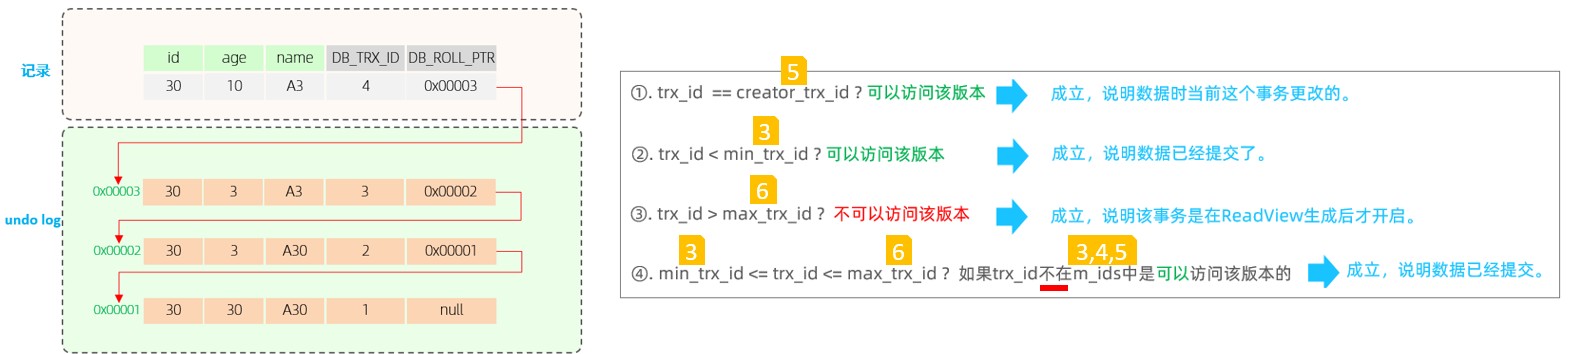 记录
id age name DB_TRX_ID DB_ROLL_PTR
30 10 A3 4 0x00003
undo log
0x00003 30 3 A3 3 0x00002
0x00002 30 3 A30 2 0x00001
0x00001 30 30 A30 1 null
5
①. trx_id == creator_trx_id ? 可以访问该版本 成立，说明数据时当前这个事务更改的。
3
②. trx_id < min_trx_id ? 可以访问该版本 成立，说明数据已经提交了。
6
③. trx_id > max_trx_id ? 不可以访问该版本 成立，说明该事务是在ReadView生成后才开启。
3 6 3,4,5
④. min_trx_id <= trx_id <= max_trx_id ? 如果trx_id不在m_ids中是可以访问该版本的 成立，说明数据已经提交。